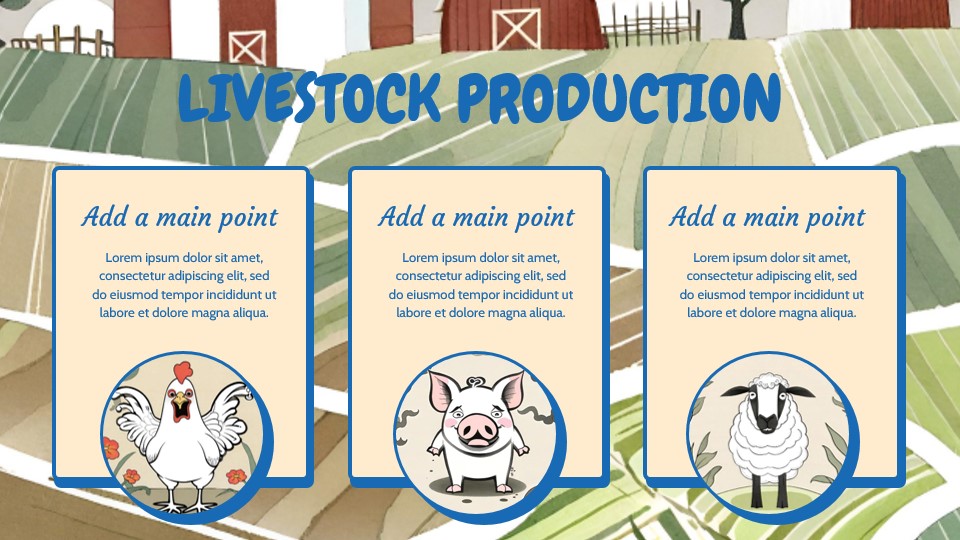 LIVESTOCK PRODUCTION
Add a main point
Lorem ipsum dolor sit amet,
consectetur adipiscing elit, sed
do eiusmod tempor incididunt ut
labore et dolore magna aliqua.
Add a main point
Lorem ipsum dolor sit amet,
consectetur adipiscing elit, sed
do eiusmod tempor incididunt ut
labore et dolore magna aliqua.
Add a main point
Lorem ipsum dolor sit amet,
consectetur adipiscing elit, sed
do eiusmod tempor incididunt ut
labore et dolore magna aliqua.